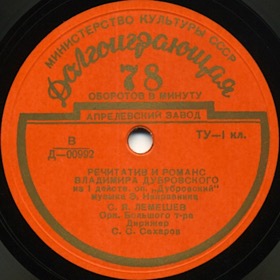 МИНИСТЕРСТВО КУЛЬТУРЫ СССР
Долгоиграющая
78
ОБОРОТОВ В МИНУТУ
АПРЕЛЕВСКИЙ ЗАВОД
В
Д—00992
ТУ—1 кл.
РЕЧИТАТИВ И РОМАНС
ВЛАДИМИРА ДУБРОВСКОГО
из I действ. оп. „Дубровский“
музыка Э. Направника
С. Я. ЛЕМЕШЕВ
Орк. Большого т-ра
Дирижер
С. С. Сахаров